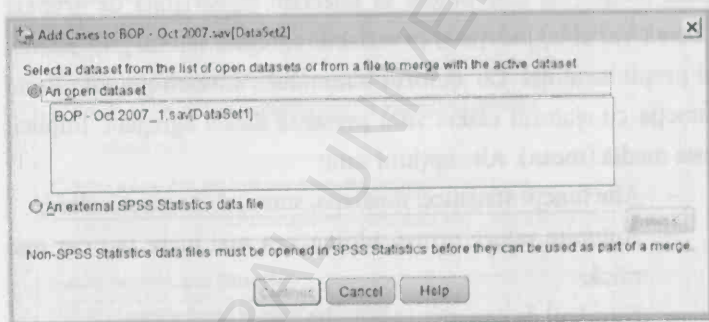 Add Cases to BOP - Oct 2007.sav[DataSet2]
Select a dataset from the list of open datasets or from a file to merge with the active dataset
An open dataset
BOP - Oct 2007_1.sav[DataSet1]
An external SPSS Statistics data file
Non-SPSS Statistics data files must be opened in SPSS Statistics before they can be used as part of a merge.
Cancel
Help